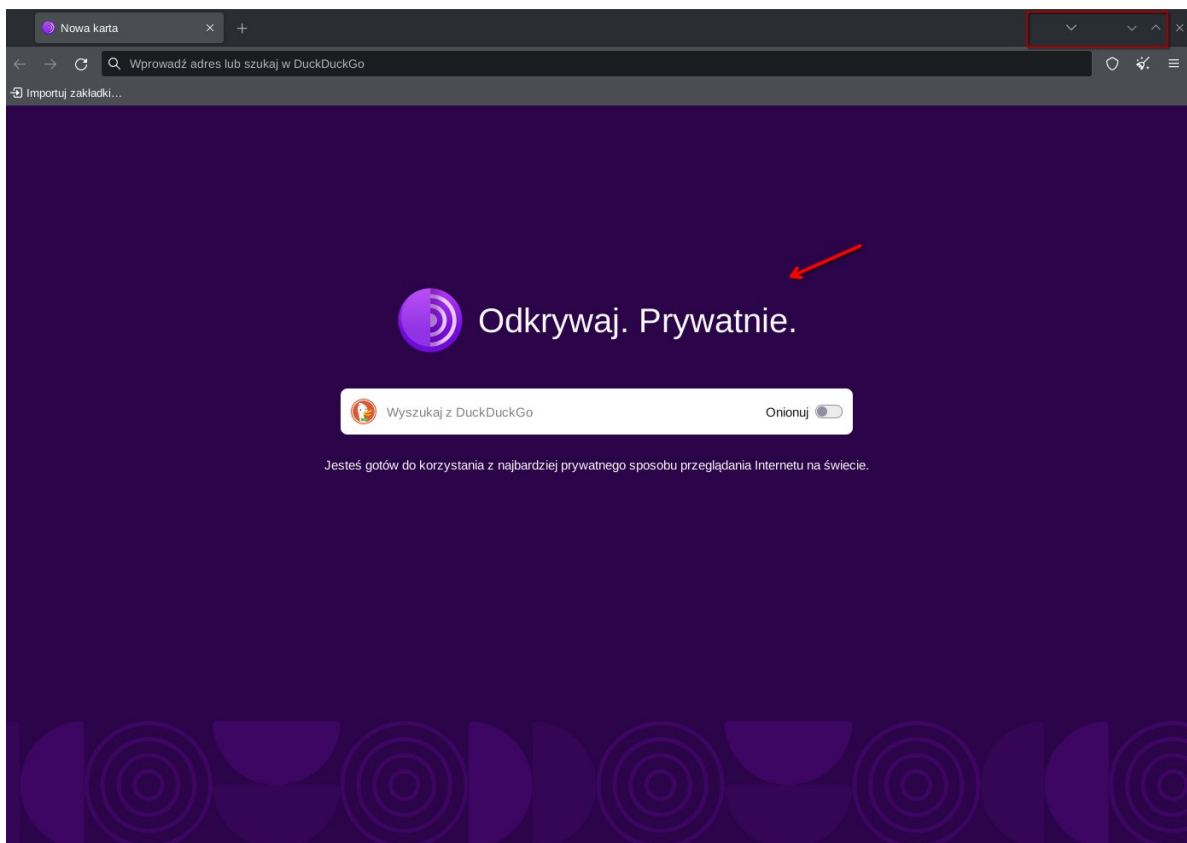 Nowa karta
Wprowadź adres lub szukaj w DuckDuckGo
Importuj zakładki...
Odkrywaj. Prywatnie.
Wyszukaj z DuckDuckGo Onionuj
Jesteś gotów do korzystania z najbardziej prywatnego sposobu przeglądania Internetu na świecie.